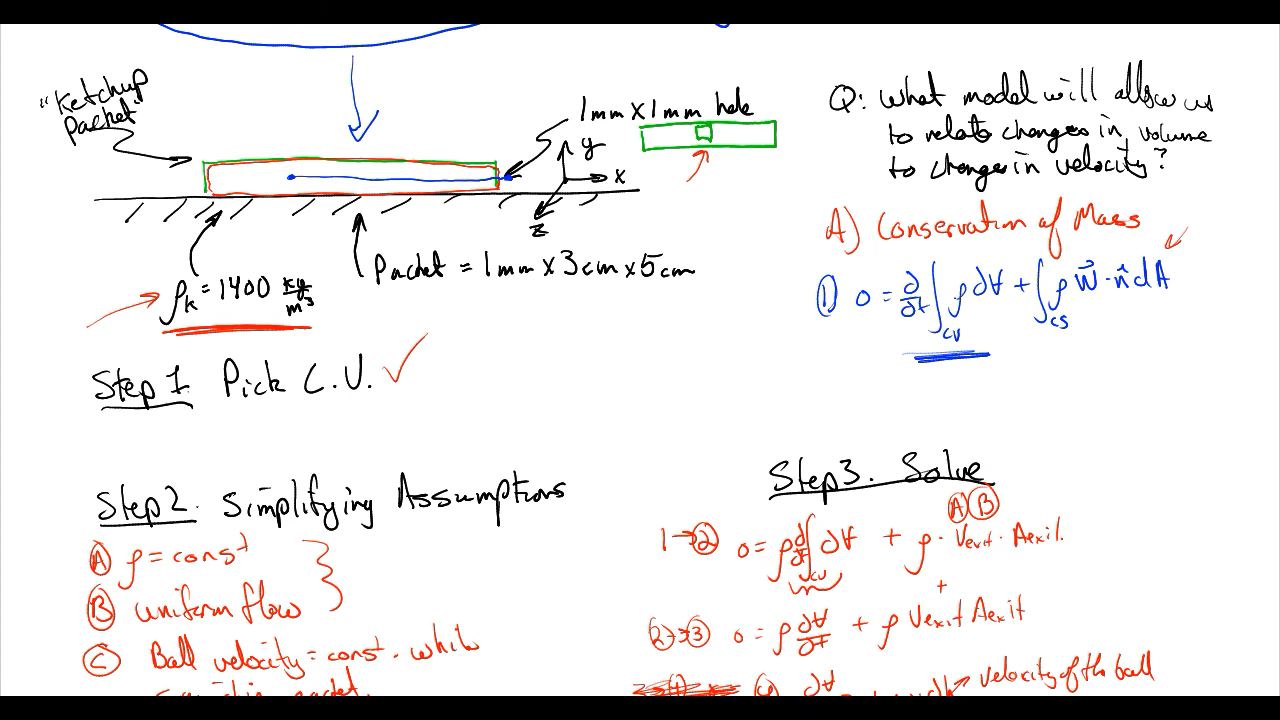 "Ketchup
Packet"
1mm X 1mm hole
y
x
z
ρk = 1400 kg/m³
Packet = 1mm X 3cm X 5cm
Q: What model will allow us
to relate changes in volume
to changes in velocity?
A) Conservation of Mass
① 0 = ∂/∂t ∫cv ρ dV + ∫cs ρ W⃗ · n̂ dA
Step 1. Pick C.V. ✓
Step 2. Simplifying Assumptions
Ⓐ ρ = const
Ⓑ uniform flow
Ⓒ Ball velocity = const. while
Step 3. Solve
Ⓐ Ⓑ
1→② 0 = ρ d/dt ∫cv dV + ρ · Vexit · Aexit.
+
②→③ 0 = ρ ∂V/∂t + ρ Vexit Aexit
velocity of the ball